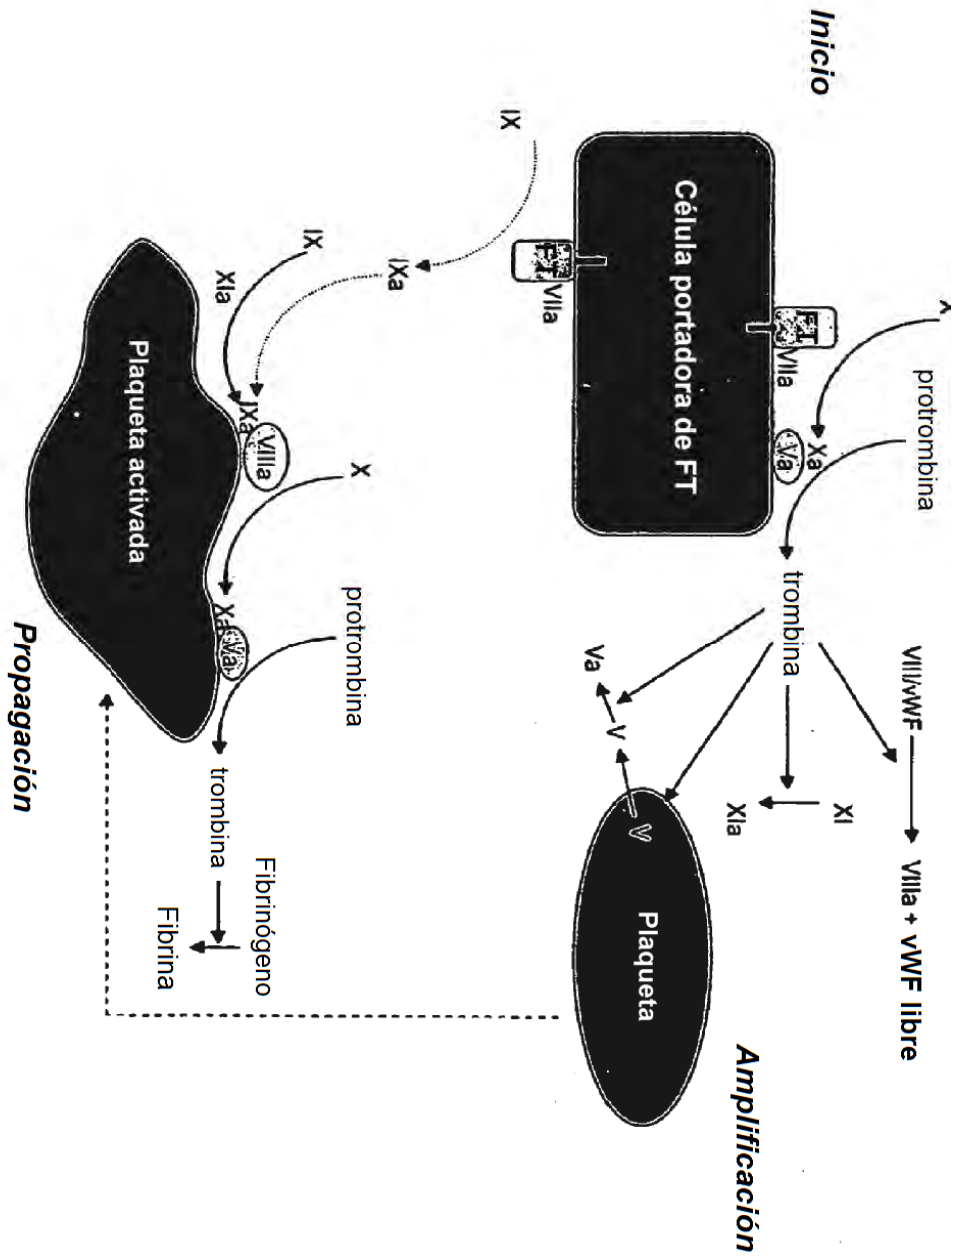 Inicio
X
protrombina
FT
VIIa
Xa
Va
trombina
Célula portadora de FT
FT
VIIa
IX
IXa
VIII/vWF
VIIIa + vWF libre
XI
XIa
V
Va
V
Plaqueta
Amplificación
IX
XIa
IXa
VIIIa
X
Xa
Va
protrombina
trombina
Fibrinógeno
Fibrina
Plaqueta activada
Propagación